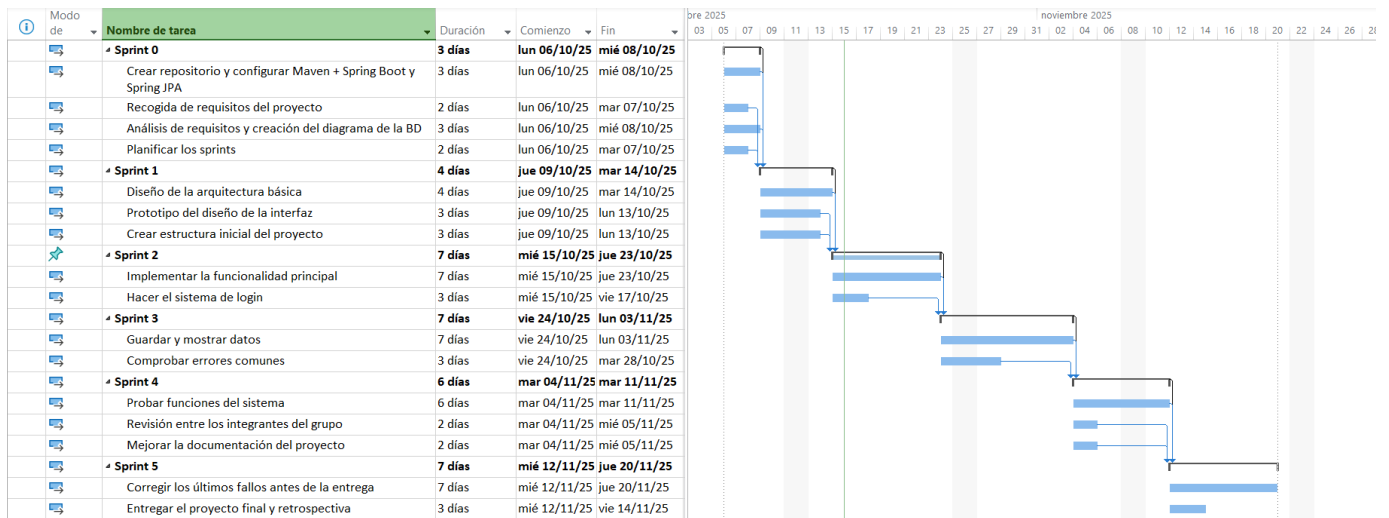 bre 2025 noviembre 2025
Modo de Nombre de tarea Duración Comienzo Fin 03 05 07 09 11 13 15 17 19 21 23 25 27 29 31 02 04 06 08 10 12 14 16 18 20 22 24 26 28
Sprint 0 3 días lun 06/10/25 mié 08/10/25
Crear repositorio y configurar Maven + Spring Boot y 3 días lun 06/10/25 mié 08/10/25
Spring JPA
Recogida de requisitos del proyecto 2 días lun 06/10/25 mar 07/10/25
Análisis de requisitos y creación del diagrama de la BD 3 días lun 06/10/25 mié 08/10/25
Planificar los sprints 2 días lun 06/10/25 mar 07/10/25
Sprint 1 4 días jue 09/10/25 mar 14/10/25
Diseño de la arquitectura básica 4 días jue 09/10/25 mar 14/10/25
Prototipo del diseño de la interfaz 3 días jue 09/10/25 lun 13/10/25
Crear estructura inicial del proyecto 3 días jue 09/10/25 lun 13/10/25
Sprint 2 7 días mié 15/10/25 jue 23/10/25
Implementar la funcionalidad principal 7 días mié 15/10/25 jue 23/10/25
Hacer el sistema de login 3 días mié 15/10/25 vie 17/10/25
Sprint 3 7 días vie 24/10/25 lun 03/11/25
Guardar y mostrar datos 7 días vie 24/10/25 lun 03/11/25
Comprobar errores comunes 3 días vie 24/10/25 mar 28/10/25
Sprint 4 6 días mar 04/11/25 mar 11/11/25
Probar funciones del sistema 6 días mar 04/11/25 mar 11/11/25
Revisión entre los integrantes del grupo 2 días mar 04/11/25 mié 05/11/25
Mejorar la documentación del proyecto 2 días mar 04/11/25 mié 05/11/25
Sprint 5 7 días mié 12/11/25 jue 20/11/25
Corregir los últimos fallos antes de la entrega 7 días mié 12/11/25 jue 20/11/25
Entregar el proyecto final y retrospectiva 3 días mié 12/11/25 vie 14/11/25